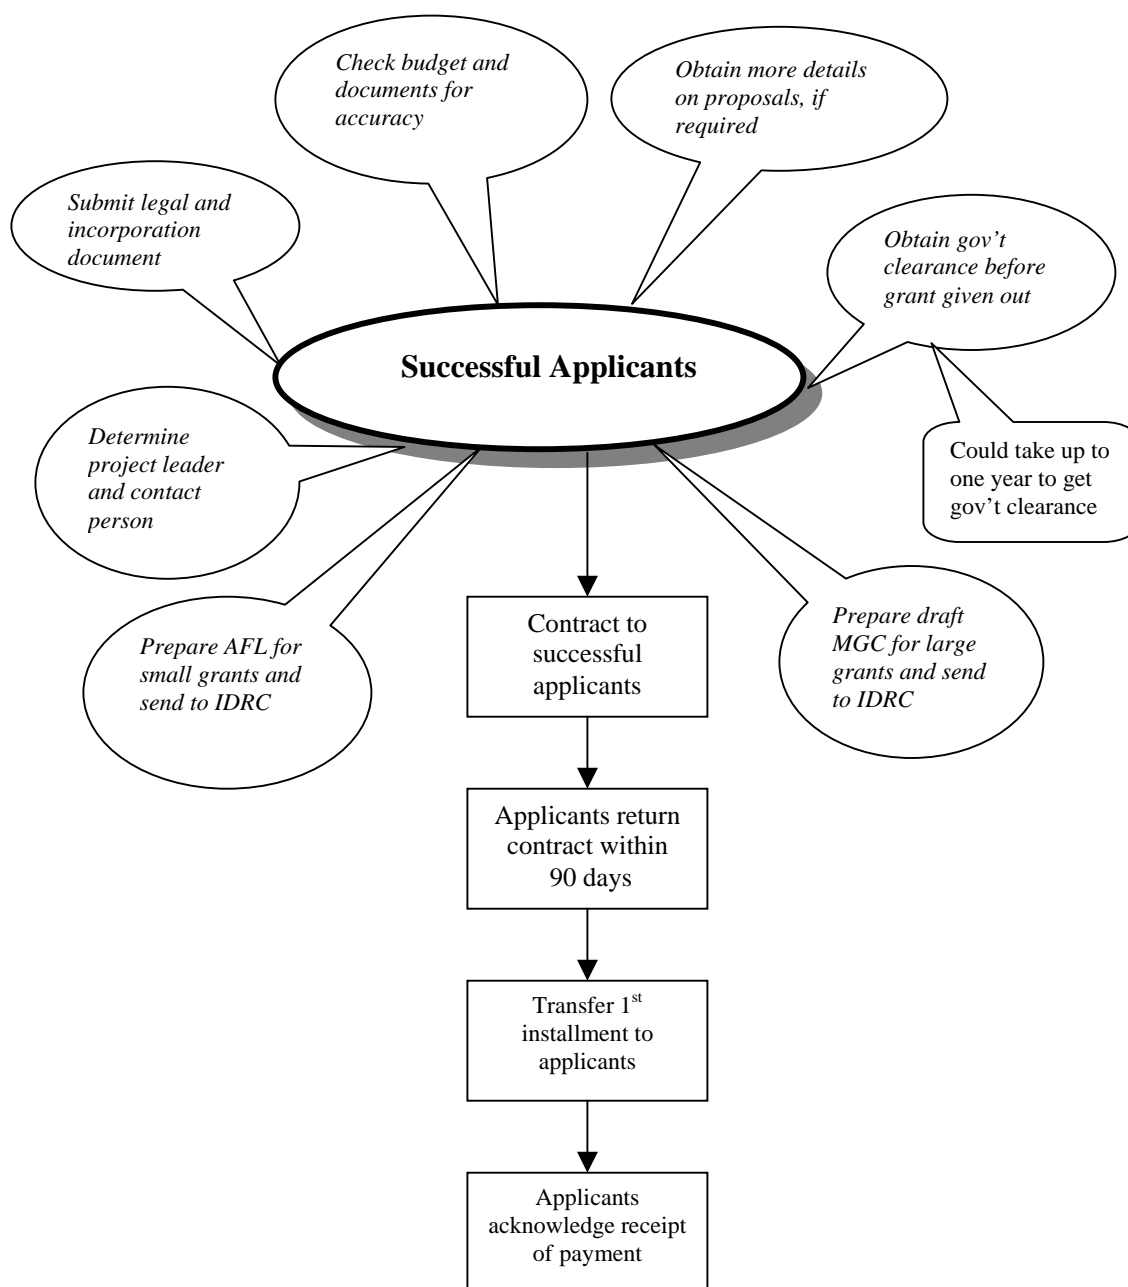 Check budget and
documents for
accuracy
Obtain more details
on proposals, if
required
Submit legal and
incorporation
document
Obtain gov’t
clearance before
grant given out
Successful Applicants
Determine
project leader
and contact
person
Could take up to
one year to get
gov’t clearance
Prepare AFL for
small grants and
send to IDRC
Contract to
successful
applicants
Prepare draft
MGC for large
grants and send
to IDRC
Applicants return
contract within
90 days
Transfer 1st
installment to
applicants
Applicants
acknowledge receipt
of payment